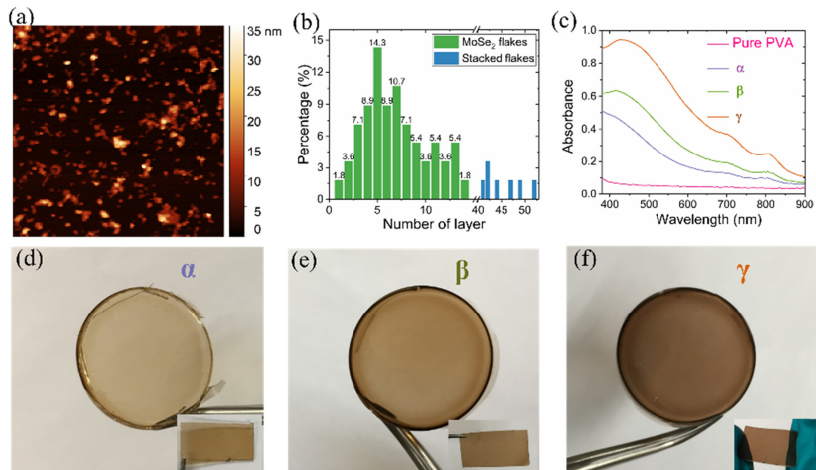 (a)
35 nm
30
25
20
15
10
5
0
(b)
15
12
9
6
3
0
Percentage (%)
MoSe₂ flakes
Stacked flakes
1.8
3.6
7.1
8.9
14.3
8.9
10.7
7.1
5.4
3.6
5.4
3.6
5.4
1.8
0 5 10 40 50
Number of layer
(c)
1.0
0.8
0.6
0.4
0.2
0.0
Absorbance
Pure PVA
α
β
γ
400 500 600 700 800 900
Wavelength (nm)
(d)
α
(e)
β
(f)
γ